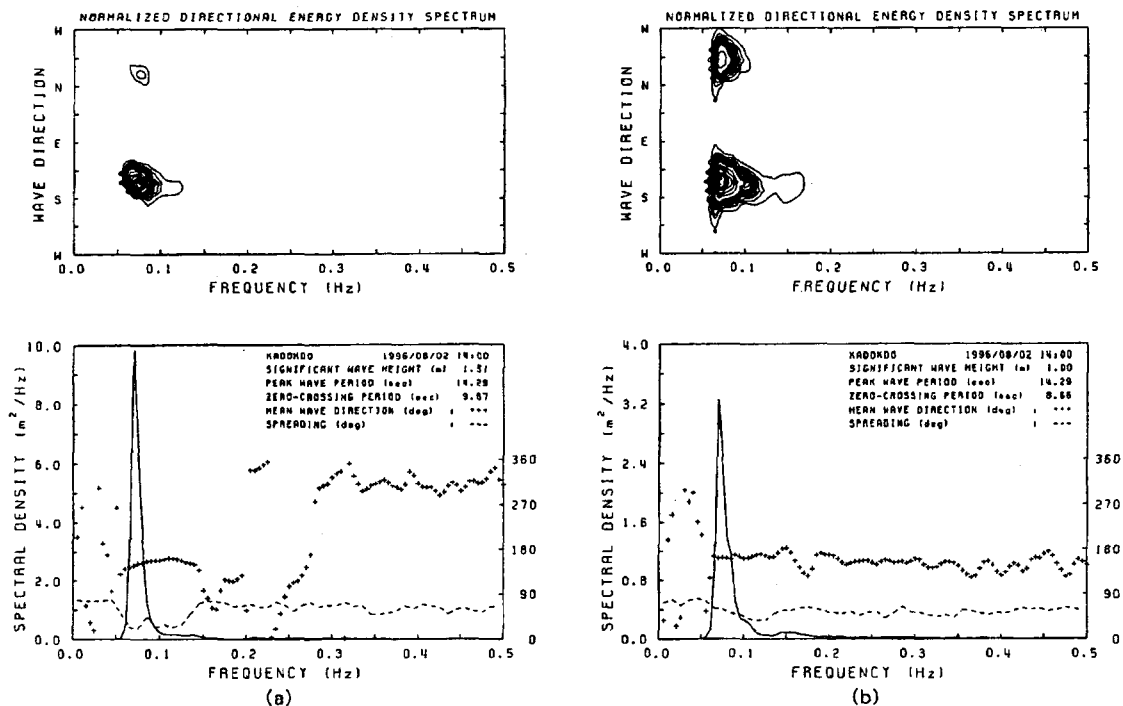 NORMALIZED DIRECTIONAL ENERGY DENSITY SPECTRUM
WAVE DIRECTION
W
N
E
S
W
0.0 0.1 0.2 0.3 0.4 0.5
FREQUENCY (Hz)
NORMALIZED DIRECTIONAL ENERGY DENSITY SPECTRUM
WAVE DIRECTION
W
N
E
S
W
0.0 0.1 0.2 0.3 0.4 0.5
FREQUENCY (Hz)
SPECTRAL DENSITY (m²/Hz)
10.0
8.0
6.0
4.0
2.0
0.0
KADOKDO 1996/08/02 14:00
SIGNIFICANT WAVE HEIGHT (m) 1.31
PEAK WAVE PERIOD (sec) 14.29
ZERO-CROSSING PERIOD (sec) 9.87
MEAN WAVE DIRECTION (deg) : +++
SPREADING (deg) : ---
360
270
180
90
0
0.0 0.1 0.2 0.3 0.4 0.5
FREQUENCY (Hz)
(a)
SPECTRAL DENSITY (m²/Hz)
4.0
3.2
2.4
1.6
0.8
0.0
KADOKDO 1996/08/02 14:00
SIGNIFICANT WAVE HEIGHT (m) 1.00
PEAK WAVE PERIOD (sec) 14.29
ZERO-CROSSING PERIOD (sec) 8.66
MEAN WAVE DIRECTION (deg) : +++
SPREADING (deg) : ---
360
270
180
90
0
0.0 0.1 0.2 0.3 0.4 0.5
FREQUENCY (Hz)
(b)